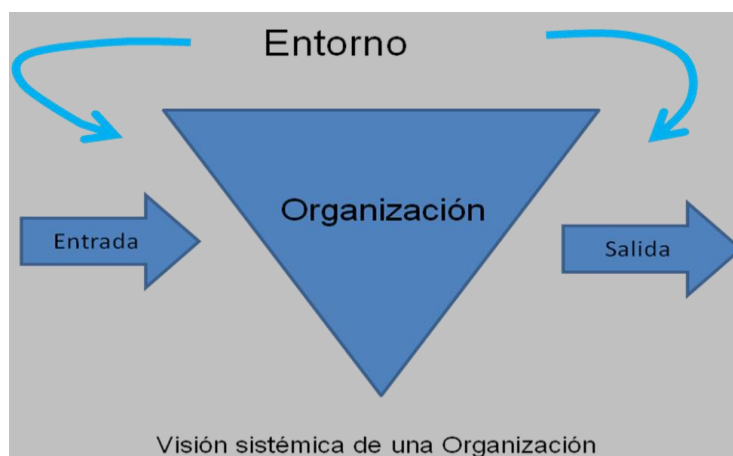 Entorno
Organización
Entrada
Salida
Visión sistémica de una Organización